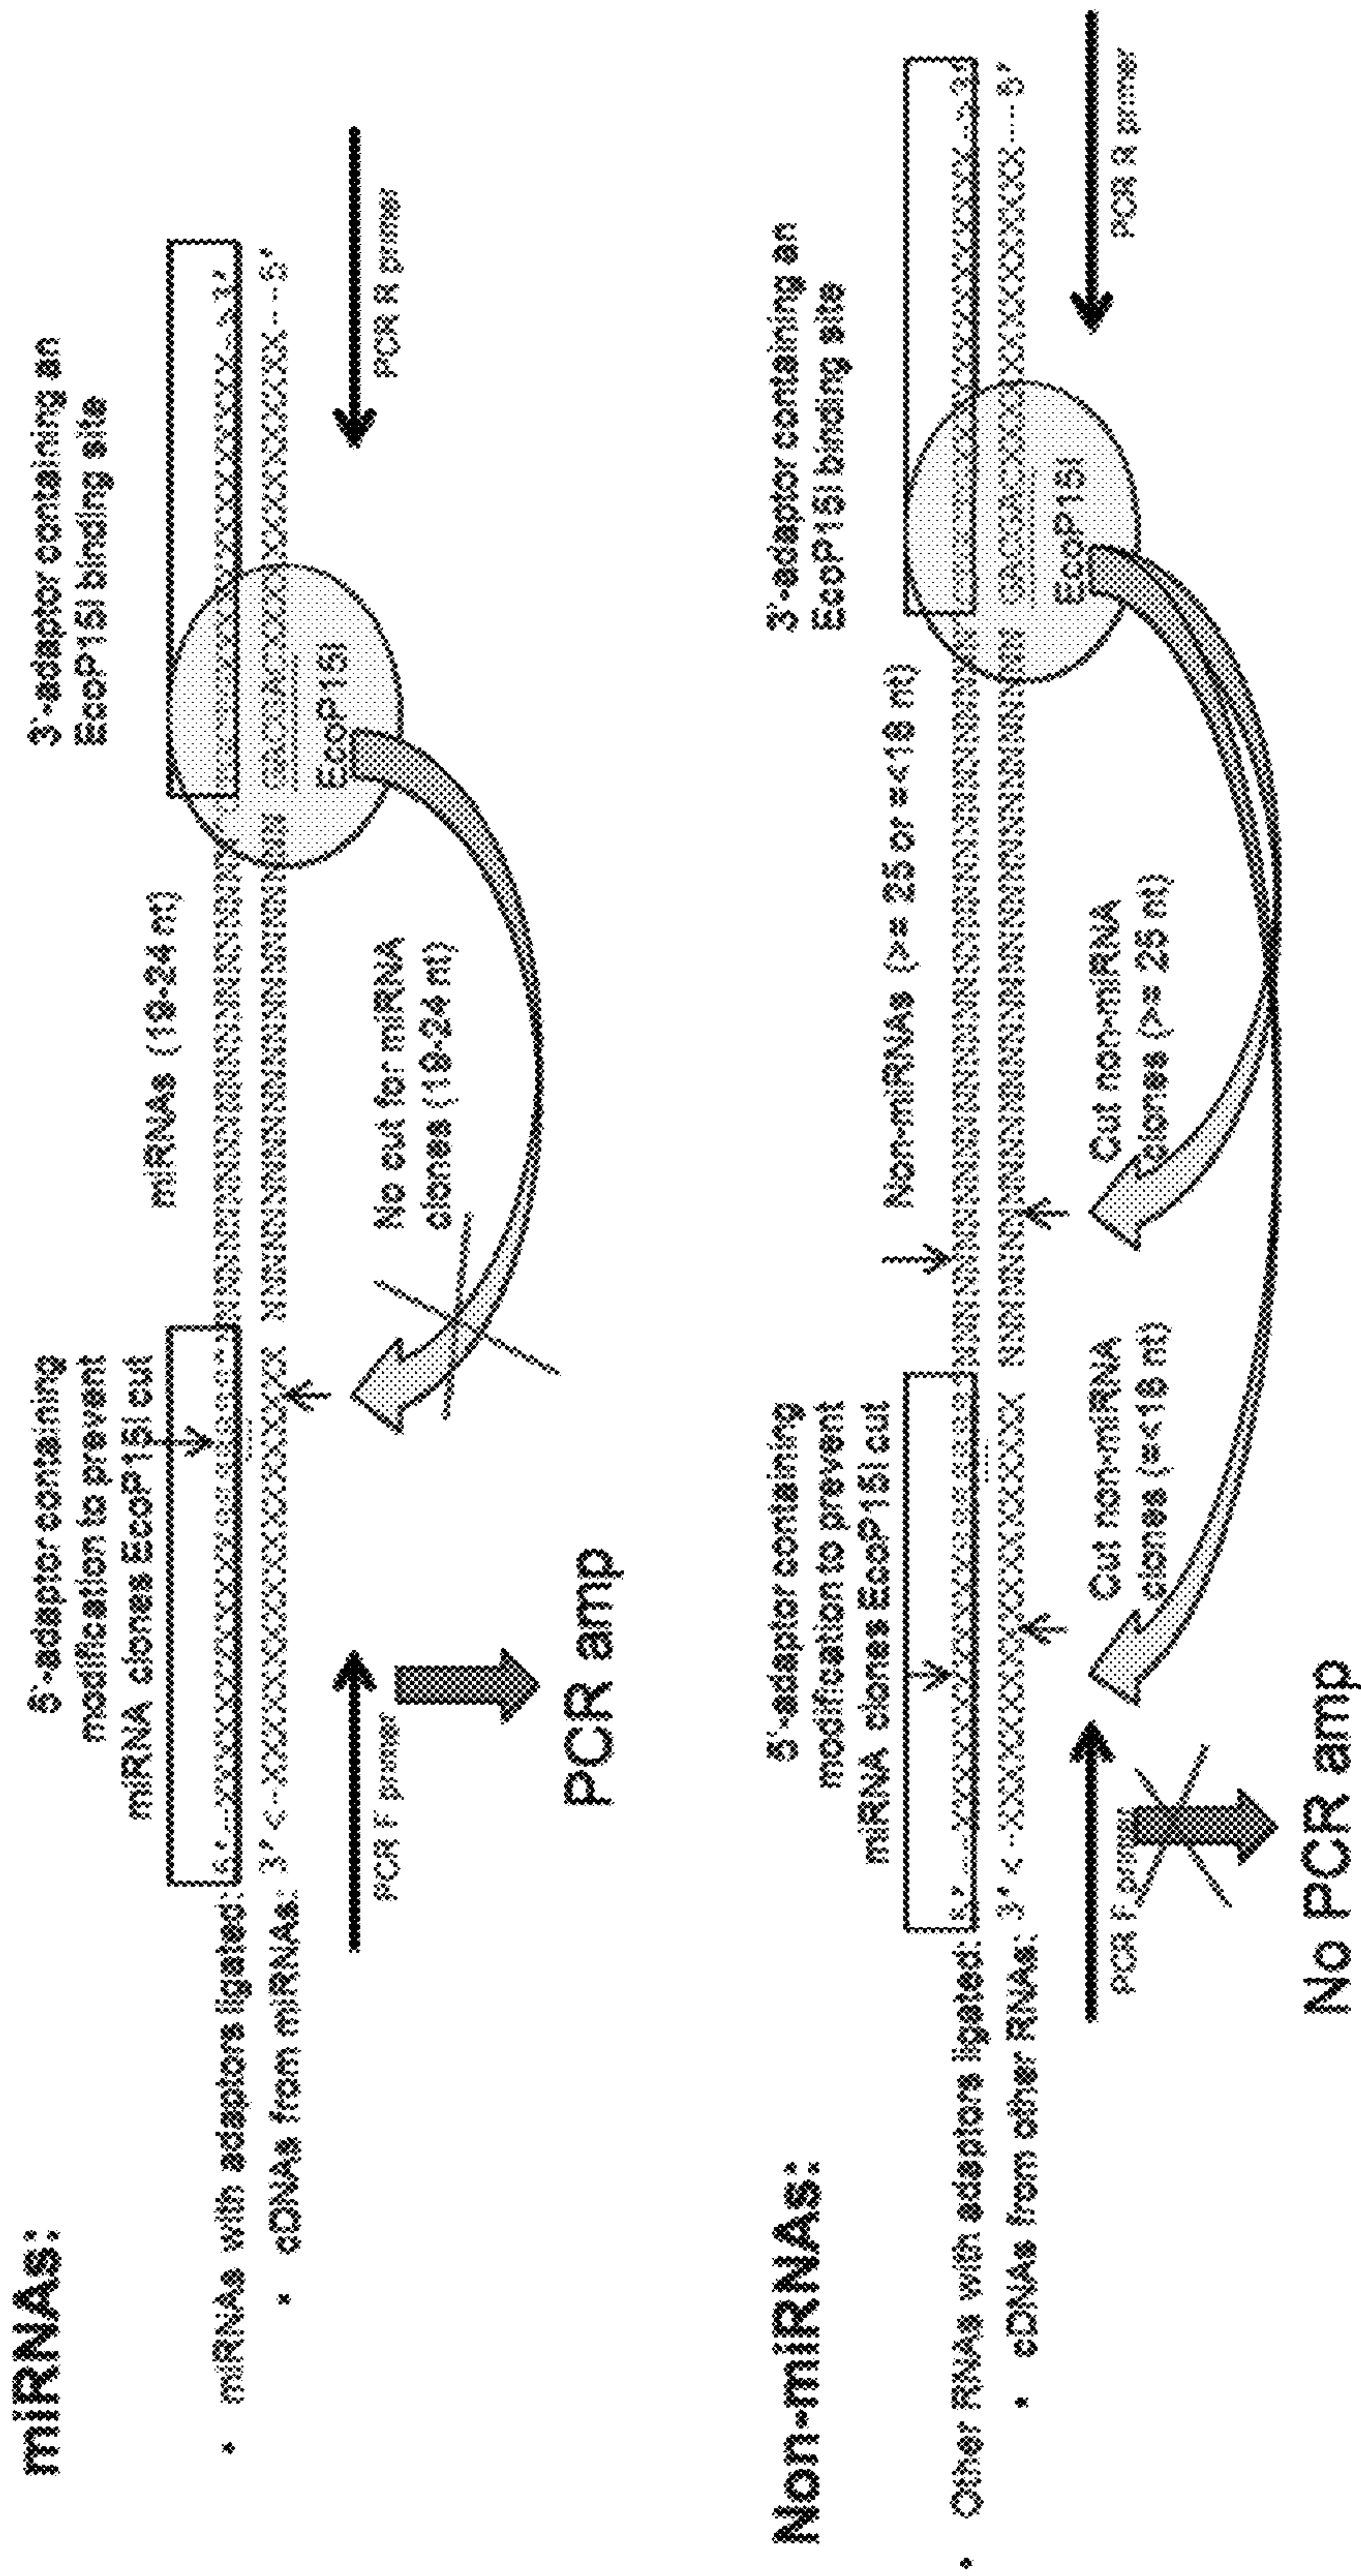 miRNAs:
5'-adaptor containing
modification to prevent
miRNA clones EcoP15I cut
miRNAs (19-24 nt)
3'-adaptor containing an
EcoP15I binding site
• miRNAs with adaptors ligated:
• cDNAs from miRNAs:
EcoP15I
No cut for miRNA
clones (19-24 nt)
PCR F primer
PCR R primer
PCR amp
Non-miRNAs:
5'-adaptor containing
modification to prevent
miRNA clones EcoP15I cut
Non-miRNAs (>= 25 or =<18 nt)
3'-adaptor containing an
EcoP15I binding site
• Other RNAs with adaptors ligated:
• cDNAs from other RNAs:
EcoP15I
Cut non-miRNA
clones (=<18 nt)
Cut non-miRNA
clones (>= 25 nt)
PCR F primer
PCR R primer
No PCR amp